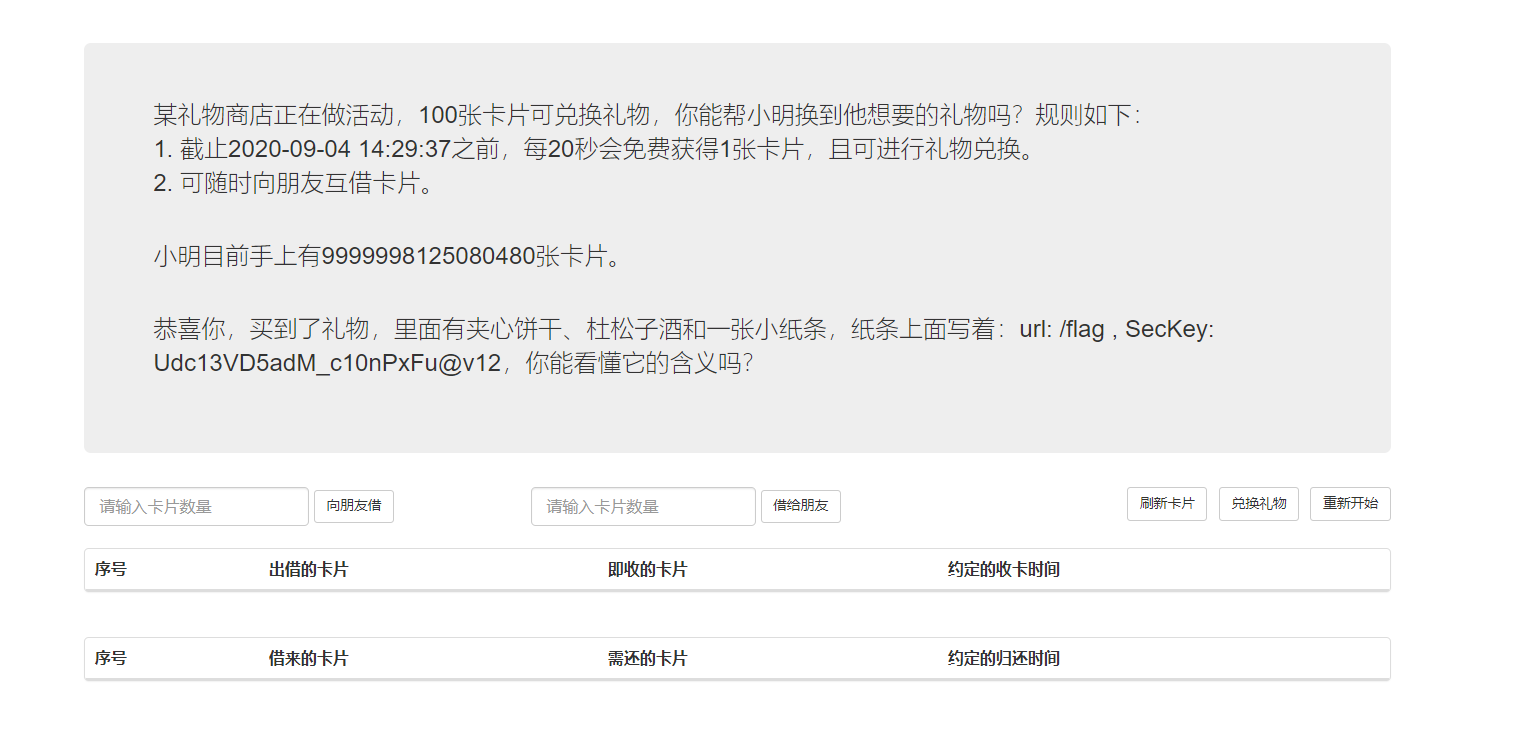 某礼物商店正在做活动，100张卡片可兑换礼物，你能帮小明换到他想要的礼物吗？规则如下：
1. 截止2020-09-04 14:29:37之前，每20秒会免费获得1张卡片，且可进行礼物兑换。
2. 可随时向朋友互借卡片。
小明目前手上有9999998125080480张卡片。
恭喜你，买到了礼物，里面有夹心饼干、杜松子酒和一张小纸条，纸条上面写着：url: /flag , SecKey:
Udc13VD5adM_c10nPxFu@v12，你能看懂它的含义吗？
请输入卡片数量 向朋友借 请输入卡片数量 借给朋友 刷新卡片 兑换礼物 重新开始
序号 出借的卡片 即收的卡片 约定的收卡时间
序号 借来的卡片 需还的卡片 约定的归还时间